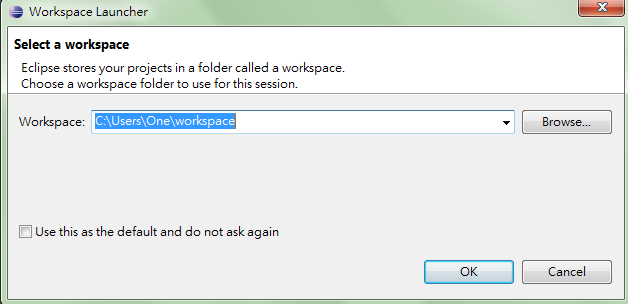 Workspace Launcher
Select a workspace
Eclipse stores your projects in a folder called a workspace.
Choose a workspace folder to use for this session.
Workspace: C:\Users\One\workspace Browse...
Use this as the default and do not ask again
OK Cancel